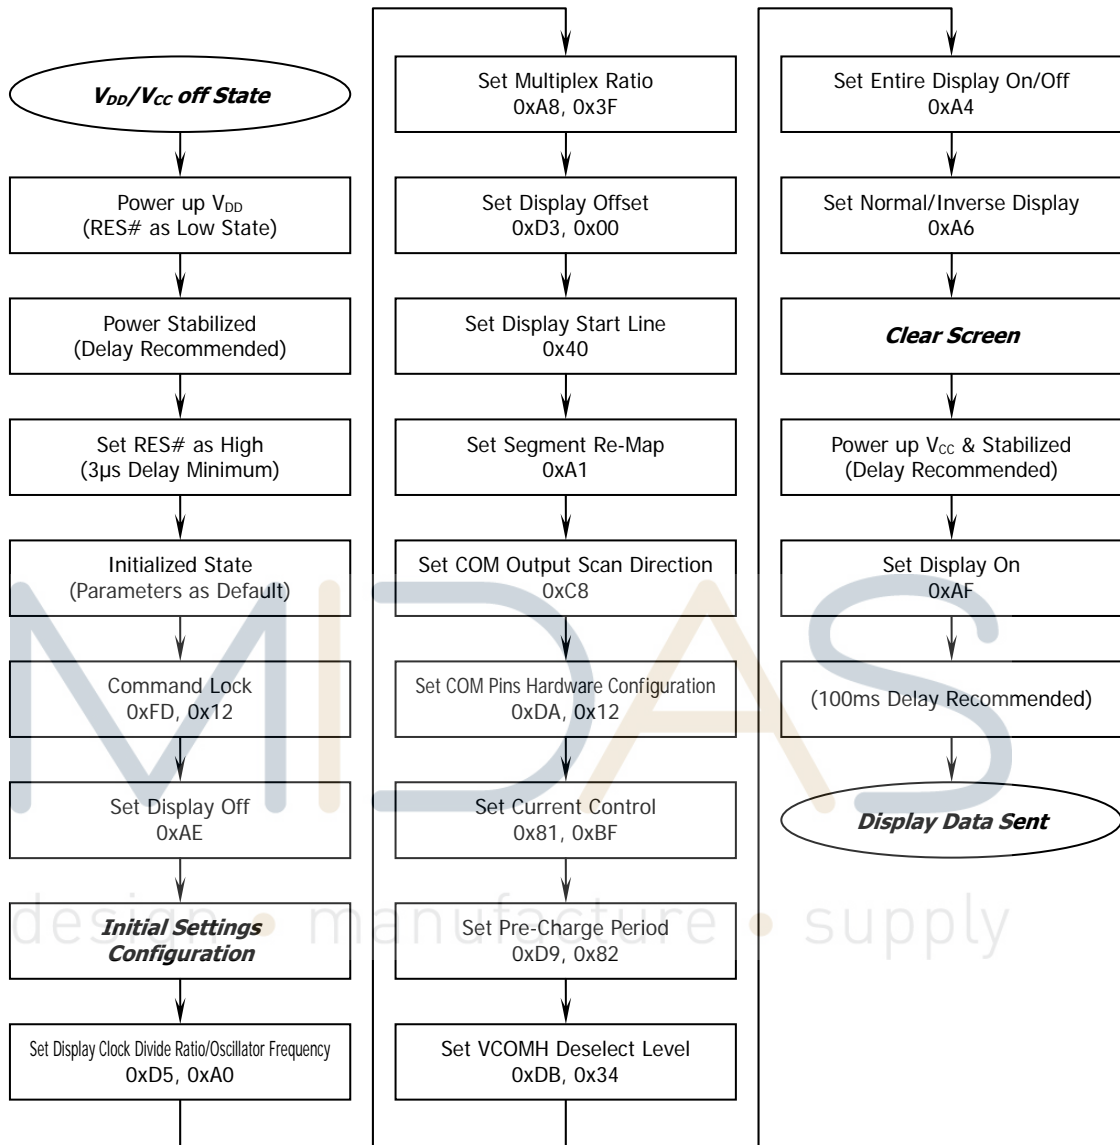 V_DD/V_CC off State
Power up V_DD
(RES# as Low State)
Power Stabilized
(Delay Recommended)
Set RES# as High
(3µs Delay Minimum)
Initialized State
(Parameters as Default)
Command Lock
0xFD, 0x12
Set Display Off
0xAE
Initial Settings
Configuration
Set Display Clock Divide Ratio/Oscillator Frequency
0xD5, 0xA0
Set Multiplex Ratio
0xA8, 0x3F
Set Display Offset
0xD3, 0x00
Set Display Start Line
0x40
Set Segment Re-Map
0xA1
Set COM Output Scan Direction
0xC8
Set COM Pins Hardware Configuration
0xDA, 0x12
Set Current Control
0x81, 0xBF
Set Pre-Charge Period
0xD9, 0x82
Set VCOMH Deselect Level
0xDB, 0x34
Set Entire Display On/Off
0xA4
Set Normal/Inverse Display
0xA6
Clear Screen
Power up V_CC & Stabilized
(Delay Recommended)
Set Display On
0xAF
(100ms Delay Recommended)
Display Data Sent
MIDAS
design • manufacture • supply